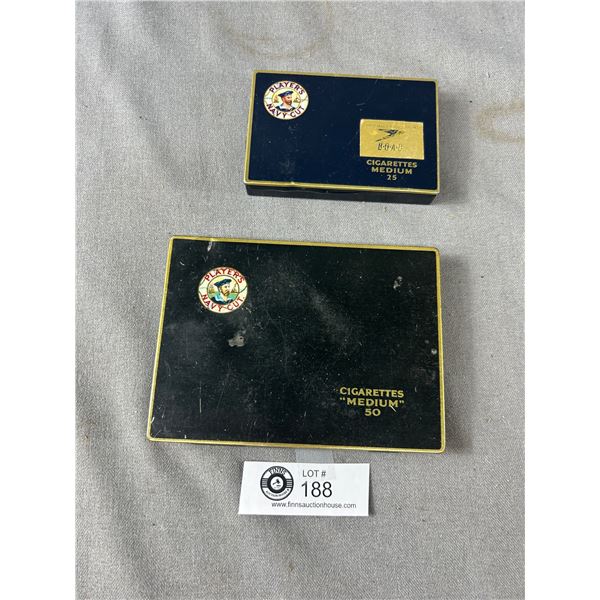 PLAYER'S
NAVY CUT
B·O·A·C
CIGARETTES
MEDIUM
25
PLAYER'S
NAVY CUT
CIGARETTES
"MEDIUM"
50
FINNS
LOT #
188
www.finnsauctionhouse.com